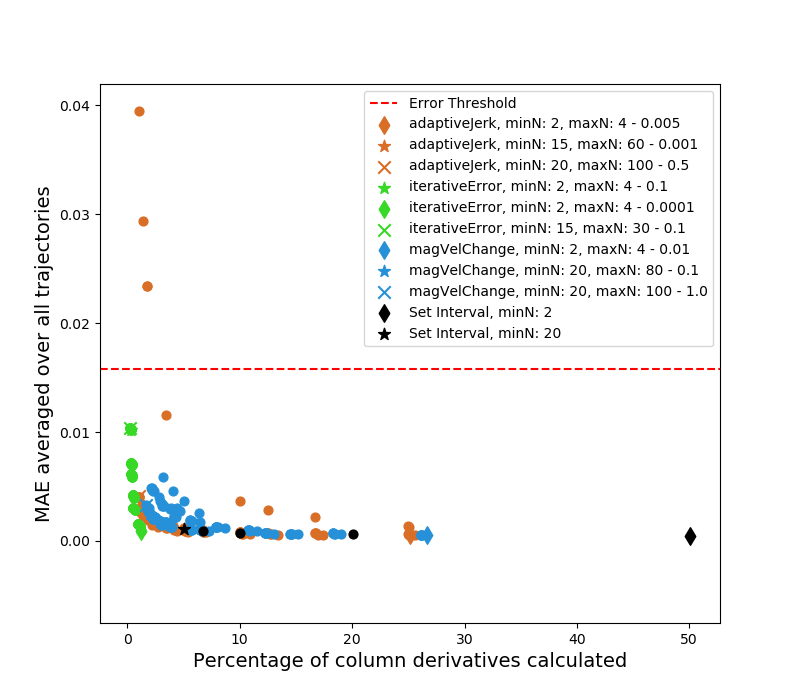 Error Threshold
adaptiveJerk, minN: 2, maxN: 4 - 0.005
adaptiveJerk, minN: 15, maxN: 60 - 0.001
adaptiveJerk, minN: 20, maxN: 100 - 0.5
iterativeError, minN: 2, maxN: 4 - 0.1
iterativeError, minN: 2, maxN: 4 - 0.0001
iterativeError, minN: 15, maxN: 30 - 0.1
magVelChange, minN: 2, maxN: 4 - 0.01
magVelChange, minN: 20, maxN: 80 - 0.1
magVelChange, minN: 20, maxN: 100 - 1.0
Set Interval, minN: 2
Set Interval, minN: 20
MAE averaged over all trajectories
0.04
0.03
0.02
0.01
0.00
0 10 20 30 40 50
Percentage of column derivatives calculated